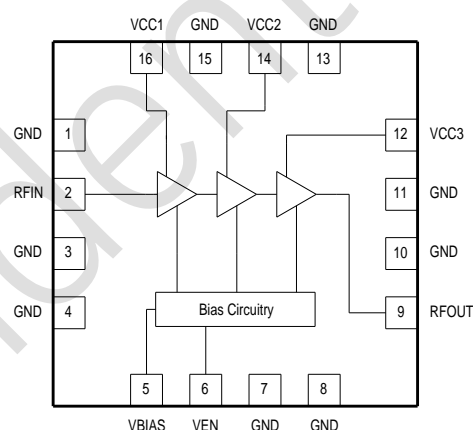 VCC1 GND VCC2 GND
16 15 14 13
GND 1 12 VCC3
RFIN 2 11 GND
GND 3 10 GND
GND 4 Bias Circuitry 9 RFOUT
5 6 7 8
VBIAS VEN GND GND
ident